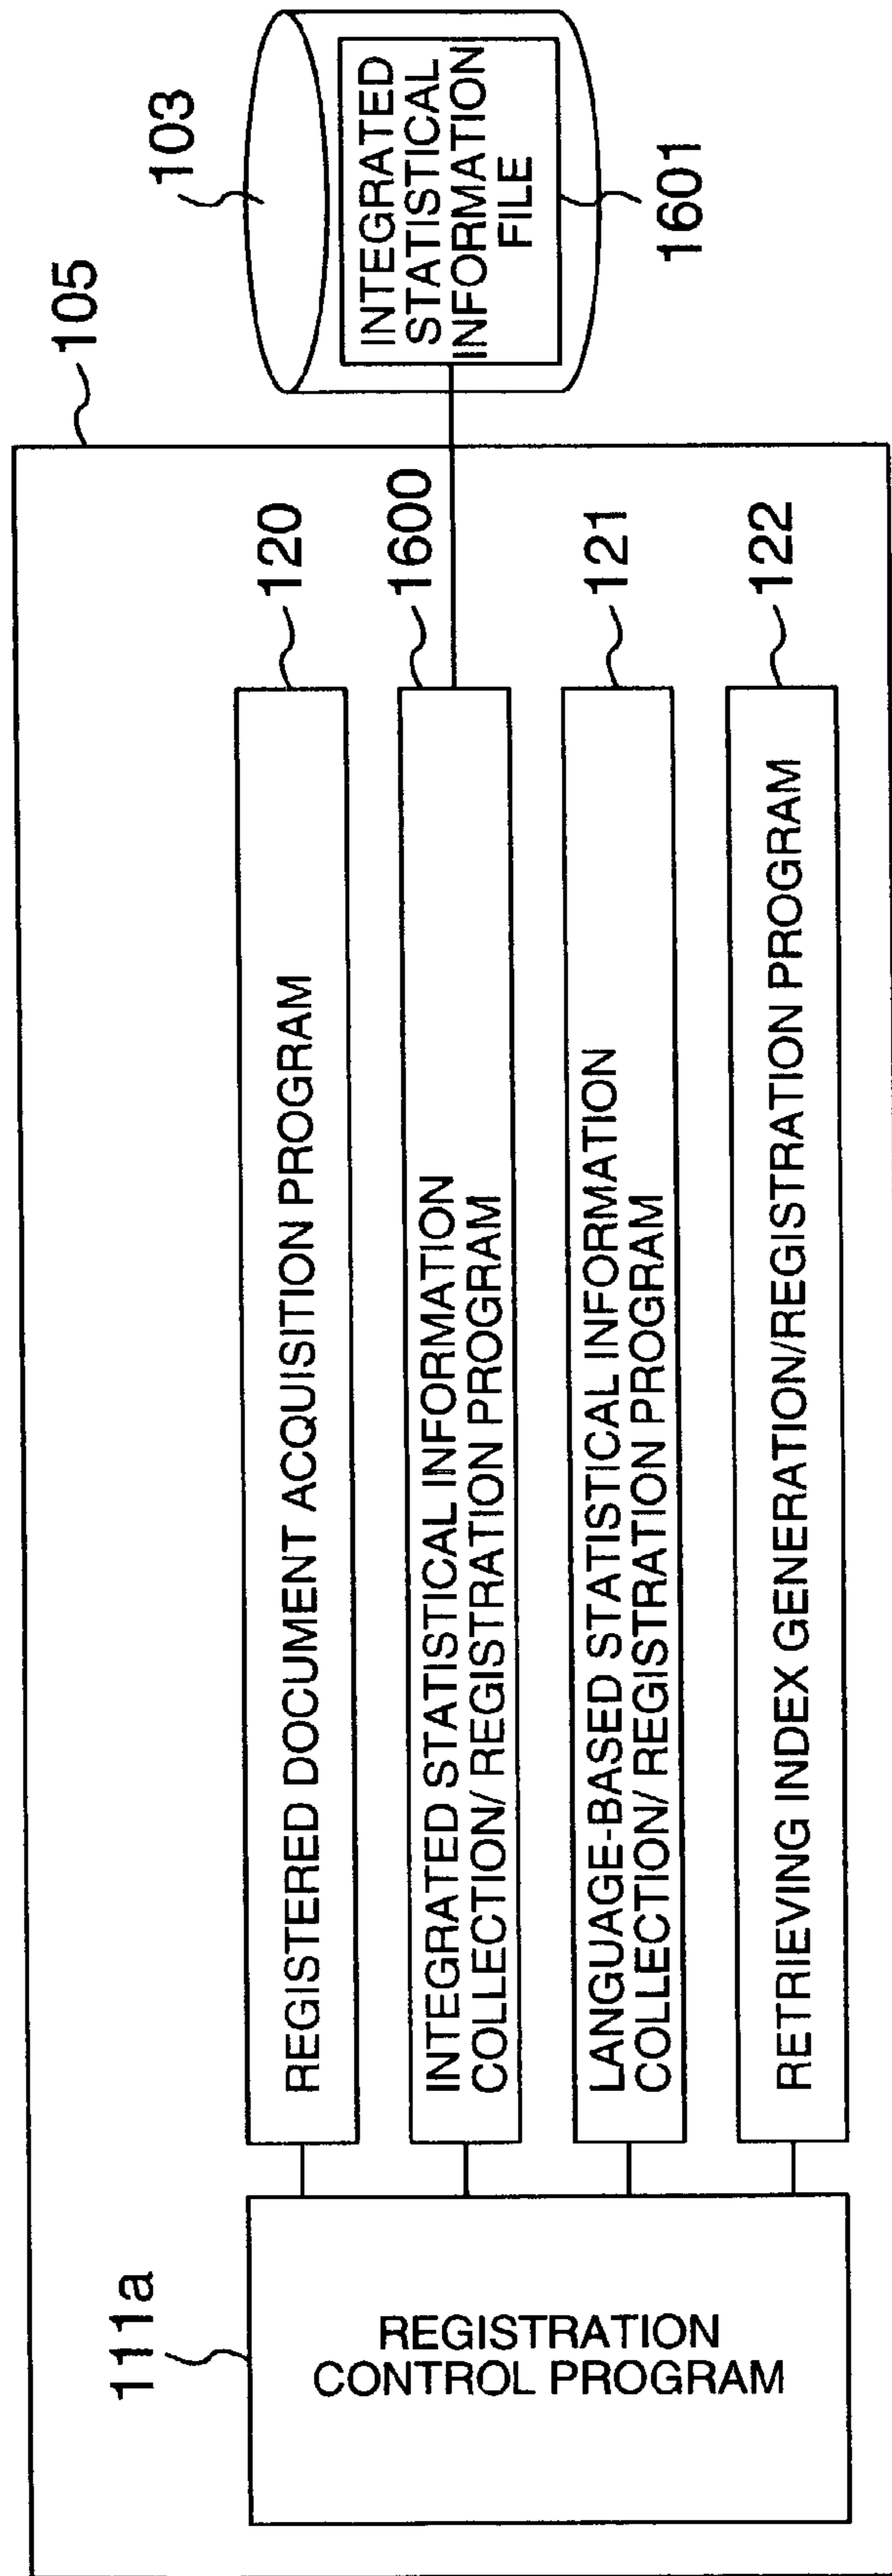 105
103
111a
REGISTRATION
CONTROL PROGRAM
REGISTERED DOCUMENT ACQUISITION PROGRAM
120
INTEGRATED STATISTICAL INFORMATION
COLLECTION/ REGISTRATION PROGRAM
1600
LANGUAGE-BASED STATISTICAL INFORMATION
COLLECTION/ REGISTRATION PROGRAM
121
RETRIEVING INDEX GENERATION/REGISTRATION PROGRAM
122
INTEGRATED
STATISTICAL
INFORMATION
FILE
1601